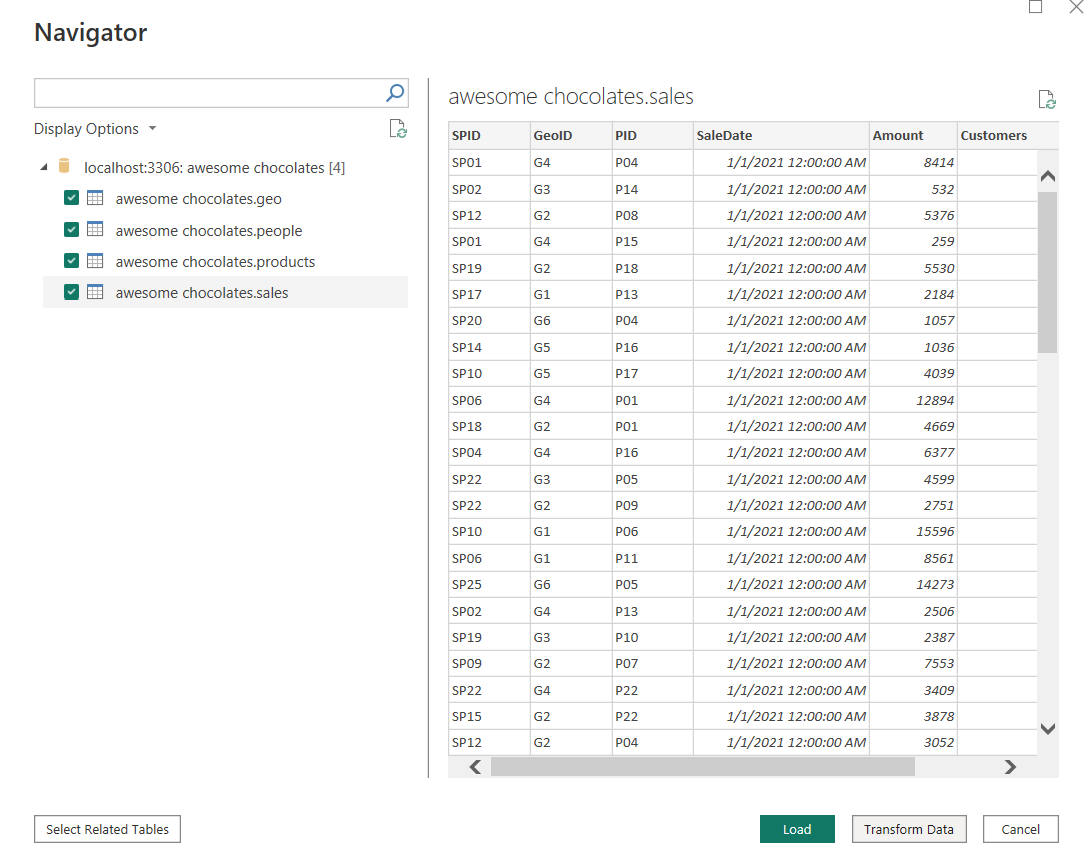 Navigator
Display Options
localhost:3306: awesome chocolates [4]
awesome chocolates.geo
awesome chocolates.people
awesome chocolates.products
awesome chocolates.sales
awesome chocolates.sales
SPID GeoID PID SaleDate Amount Customers
SP01 G4 P04 1/1/2021 12:00:00 AM 8414
SP02 G3 P14 1/1/2021 12:00:00 AM 532
SP12 G2 P08 1/1/2021 12:00:00 AM 5376
SP01 G4 P15 1/1/2021 12:00:00 AM 259
SP19 G2 P18 1/1/2021 12:00:00 AM 5530
SP17 G1 P13 1/1/2021 12:00:00 AM 2184
SP20 G6 P04 1/1/2021 12:00:00 AM 1057
SP14 G5 P16 1/1/2021 12:00:00 AM 1036
SP10 G5 P17 1/1/2021 12:00:00 AM 4039
SP06 G4 P01 1/1/2021 12:00:00 AM 12894
SP18 G2 P01 1/1/2021 12:00:00 AM 4669
SP04 G4 P16 1/1/2021 12:00:00 AM 6377
SP22 G3 P05 1/1/2021 12:00:00 AM 4599
SP22 G2 P09 1/1/2021 12:00:00 AM 2751
SP10 G1 P06 1/1/2021 12:00:00 AM 15596
SP06 G1 P11 1/1/2021 12:00:00 AM 8561
SP25 G6 P05 1/1/2021 12:00:00 AM 14273
SP02 G4 P13 1/1/2021 12:00:00 AM 2506
SP19 G3 P10 1/1/2021 12:00:00 AM 2387
SP09 G2 P07 1/1/2021 12:00:00 AM 7553
SP22 G4 P22 1/1/2021 12:00:00 AM 3409
SP15 G2 P22 1/1/2021 12:00:00 AM 3878
SP12 G2 P04 1/1/2021 12:00:00 AM 3052
Select Related Tables
Load
Transform Data
Cancel